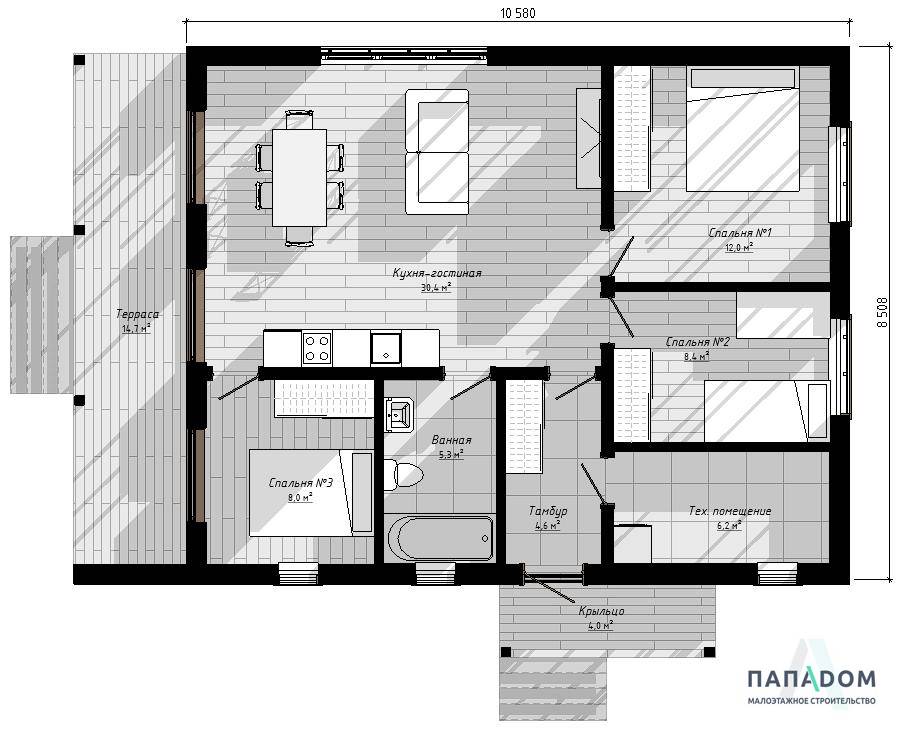 10 580
8 508
Спальня №1
12,0 м²
Кухня-гостиная
30,4 м²
Терраса
14,7 м²
Спальня №2
8,4 м²
Ванная
5,3 м²
Спальня №3
8,0 м²
Тамбур
4,6 м²
Тех. помещение
6,2 м²
Крыльцо
4,0 м²
ПАПАDОМ
МАЛОЭТАЖНОЕ СТРОИТЕЛЬСТВО